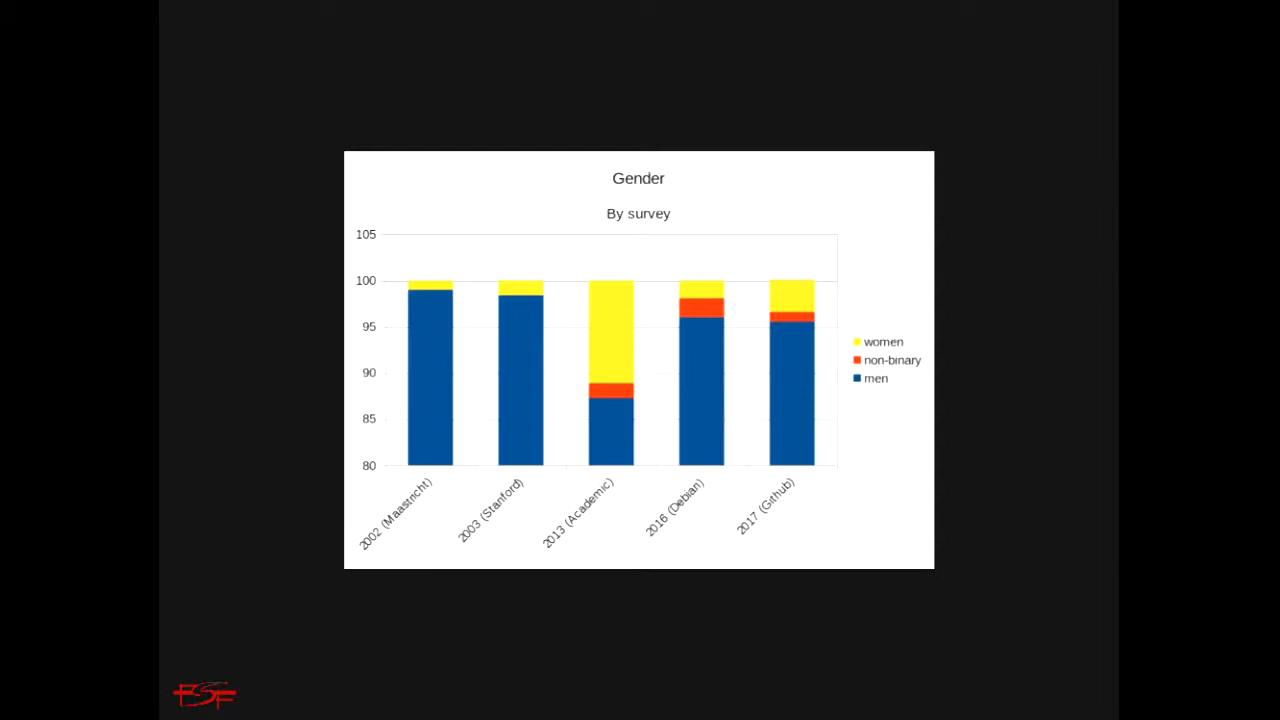 Gender
By survey
105
100
95
90
85
80
women
non-binary
men
2002 (Maastricht)
2003 (Stanford)
2013 (Academic)
2016 (Debian)
2017 (Github)
FSF